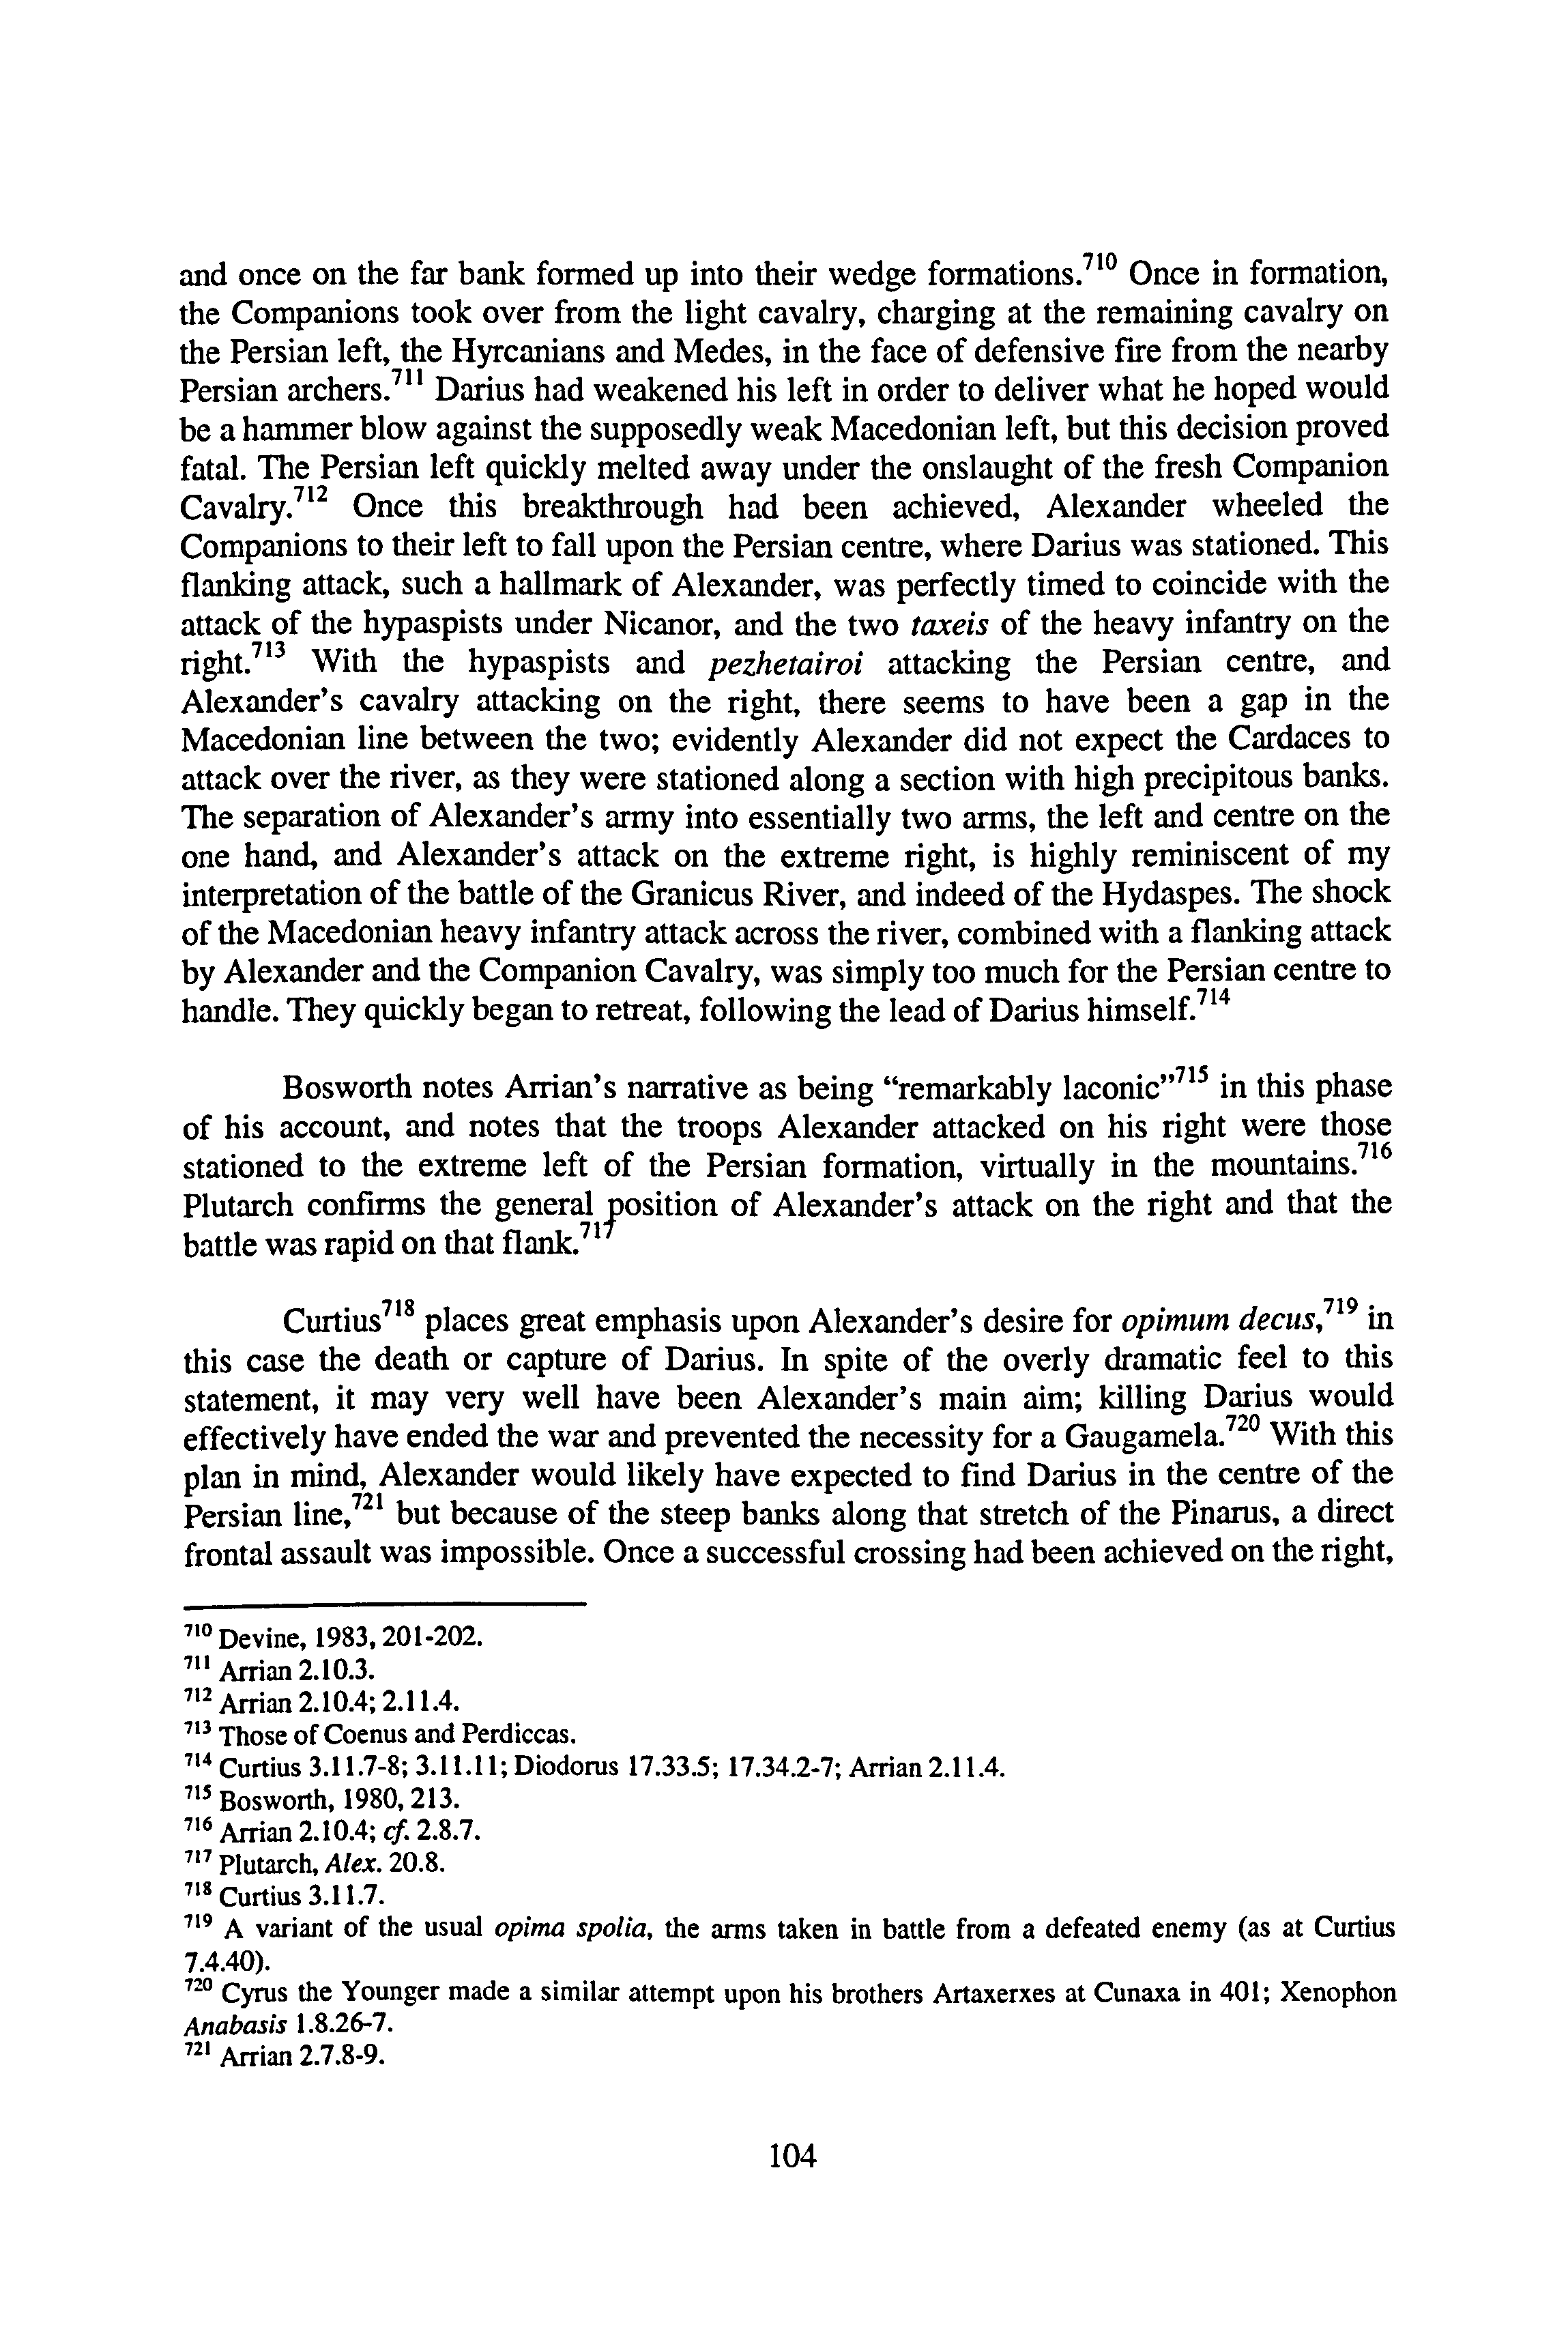 and once on the far bank formed up into their wedge formations.710 Once in formation,
the Companions took over from the light cavalry, charging at the remaining cavalry on
the Persian left, the Hyrcanians and Medes, in the face of defensive fire from the nearby
Persian archers.711 Darius had weakened his left in order to deliver what he hoped would
be a hammer blow against the supposedly weak Macedonian left, but this decision proved
fatal. The Persian left quickly melted away under the onslaught of the fresh Companion
Cavalry.712 Once this breakthrough had been achieved, Alexander wheeled the
Companions to their left to fall upon the Persian centre, where Darius was stationed. This
flanking attack, such a hallmark of Alexander, was perfectly timed to coincide with the
attack of the hypaspists under Nicanor, and the two taxeis of the heavy infantry on the
right.713 With the hypaspists and pezhetairoi attacking the Persian centre, and
Alexander's cavalry attacking on the right, there seems to have been a gap in the
Macedonian line between the two; evidently Alexander did not expect the Cardaces to
attack over the river, as they were stationed along a section with high precipitous banks.
The separation of Alexander's army into essentially two arms, the left and centre on the
one hand, and Alexander's attack on the extreme right, is highly reminiscent of my
interpretation of the battle of the Granicus River, and indeed of the Hydaspes. The shock
of the Macedonian heavy infantry attack across the river, combined with a flanking attack
by Alexander and the Companion Cavalry, was simply too much for the Persian centre to
handle. They quickly began to retreat, following the lead of Darius himself.714
Bosworth notes Arrian's narrative as being “remarkably laconic”715 in this phase
of his account, and notes that the troops Alexander attacked on his right were those
stationed to the extreme left of the Persian formation, virtually in the mountains.716
Plutarch confirms the general position of Alexander's attack on the right and that the
battle was rapid on that flank.717
Curtius718 places great emphasis upon Alexander's desire for opimum decus,719 in
this case the death or capture of Darius. In spite of the overly dramatic feel to this
statement, it may very well have been Alexander's main aim; killing Darius would
effectively have ended the war and prevented the necessity for a Gaugamela.720 With this
plan in mind, Alexander would likely have expected to find Darius in the centre of the
Persian line,721 but because of the steep banks along that stretch of the Pinarus, a direct
frontal assault was impossible. Once a successful crossing had been achieved on the right,
710 Devine, 1983, 201-202.
711 Arrian 2.10.3.
712 Arrian 2.10.4; 2.11.4.
713 Those of Coenus and Perdiccas.
714 Curtius 3.11.7-8; 3.11.11; Diodorus 17.33.5; 17.34.2-7; Arrian 2.11.4.
715 Bosworth, 1980, 213.
716 Arrian 2.10.4; cf. 2.8.7.
717 Plutarch, Alex. 20.8.
718 Curtius 3.11.7.
719 A variant of the usual opima spolia, the arms taken in battle from a defeated enemy (as at Curtius
7.4.40).
720 Cyrus the Younger made a similar attempt upon his brothers Artaxerxes at Cunaxa in 401; Xenophon
Anabasis 1.8.26-7.
721 Arrian 2.7.8-9.
104